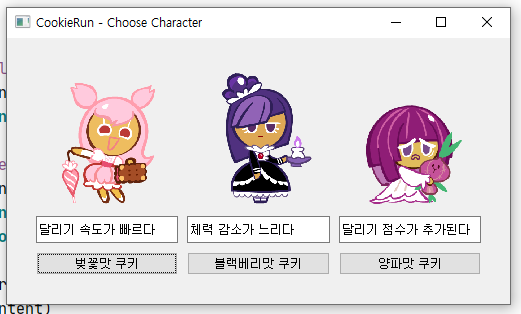 CookieRun - Choose Character
달리기 속도가 빠르다
체력 감소가 느리다
달리기 점수가 추가된다
벚꽃맛 쿠키
블랙베리맛 쿠키
양파맛 쿠키
ntent)